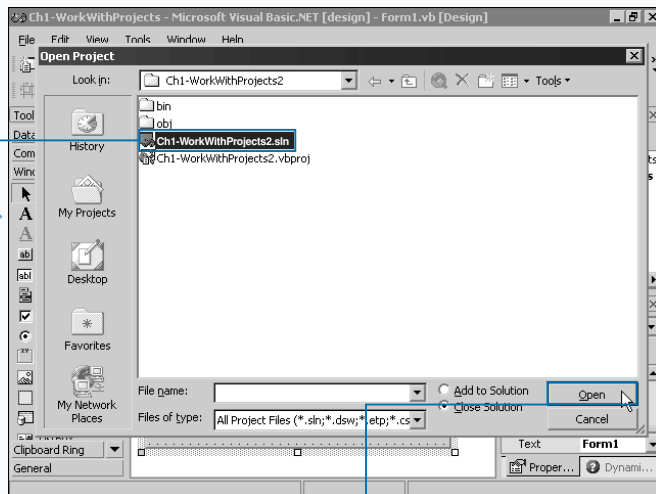 Ch1-WorkWithProjects - Microsoft Visual Basic.NET [design] - Form1.vb [Design]
File Edit View Tools Window Help
Open Project
Look in: Ch1-WorkWithProjects2 Tools
bin
obj
Ch1-WorkWithProjects2.sln
Ch1-WorkWithProjects2.vbproj
History
My Projects
Desktop
Favorites
My Network
Places
File name:
Files of type: All Project Files (*.sln;*.dsw;*.etp;*.cs
Add to Solution
Close Solution
Open
Cancel
Tool
Data
Com
Wind
A
A
ab
abl
XY
Clipboard Ring
General
Text Form1
Proper... Dynami...